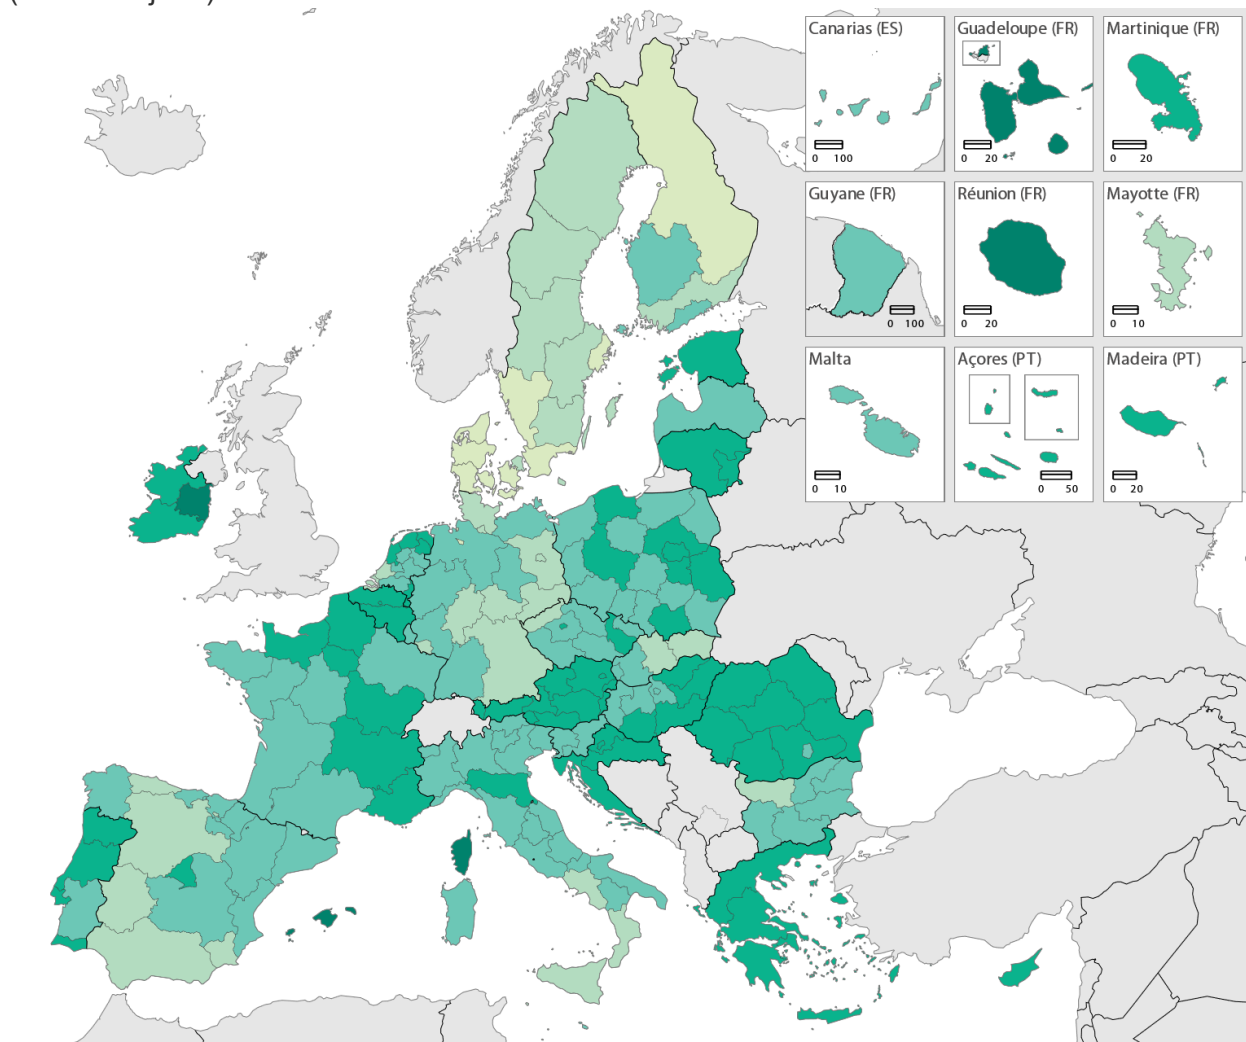 Canarias (ES)
0 100
Guadeloupe (FR)
0 20
Martinique (FR)
0 20
Guyane (FR)
0 100
Réunion (FR)
0 20
Mayotte (FR)
0 10
Malta
0 10
Açores (PT)
0 50
Madeira (PT)
0 20